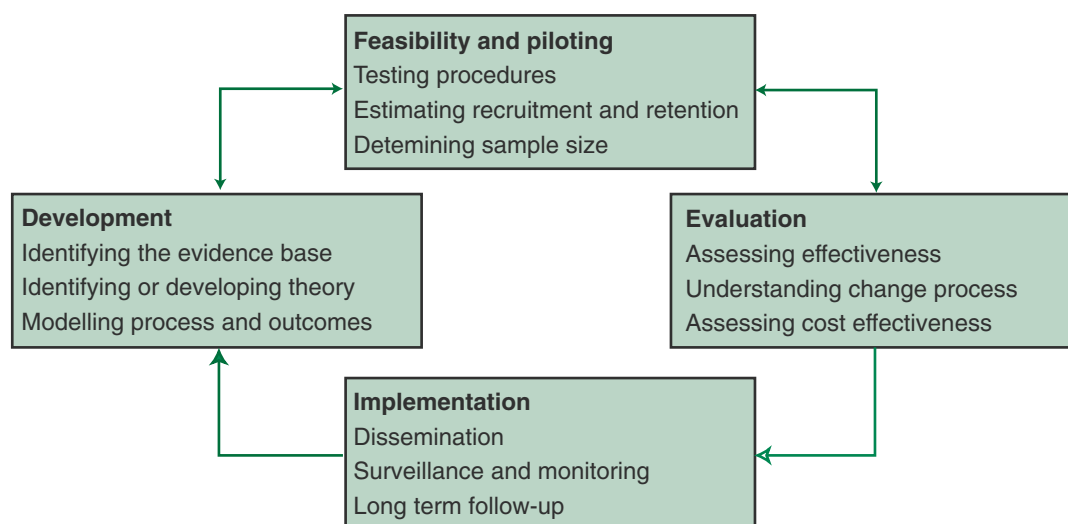 Feasibility and piloting
Testing procedures
Estimating recruitment and retention
Detemining sample size
Development
Identifying the evidence base
Identifying or developing theory
Modelling process and outcomes
Evaluation
Assessing effectiveness
Understanding change process
Assessing cost effectiveness
Implementation
Dissemination
Surveillance and monitoring
Long term follow-up